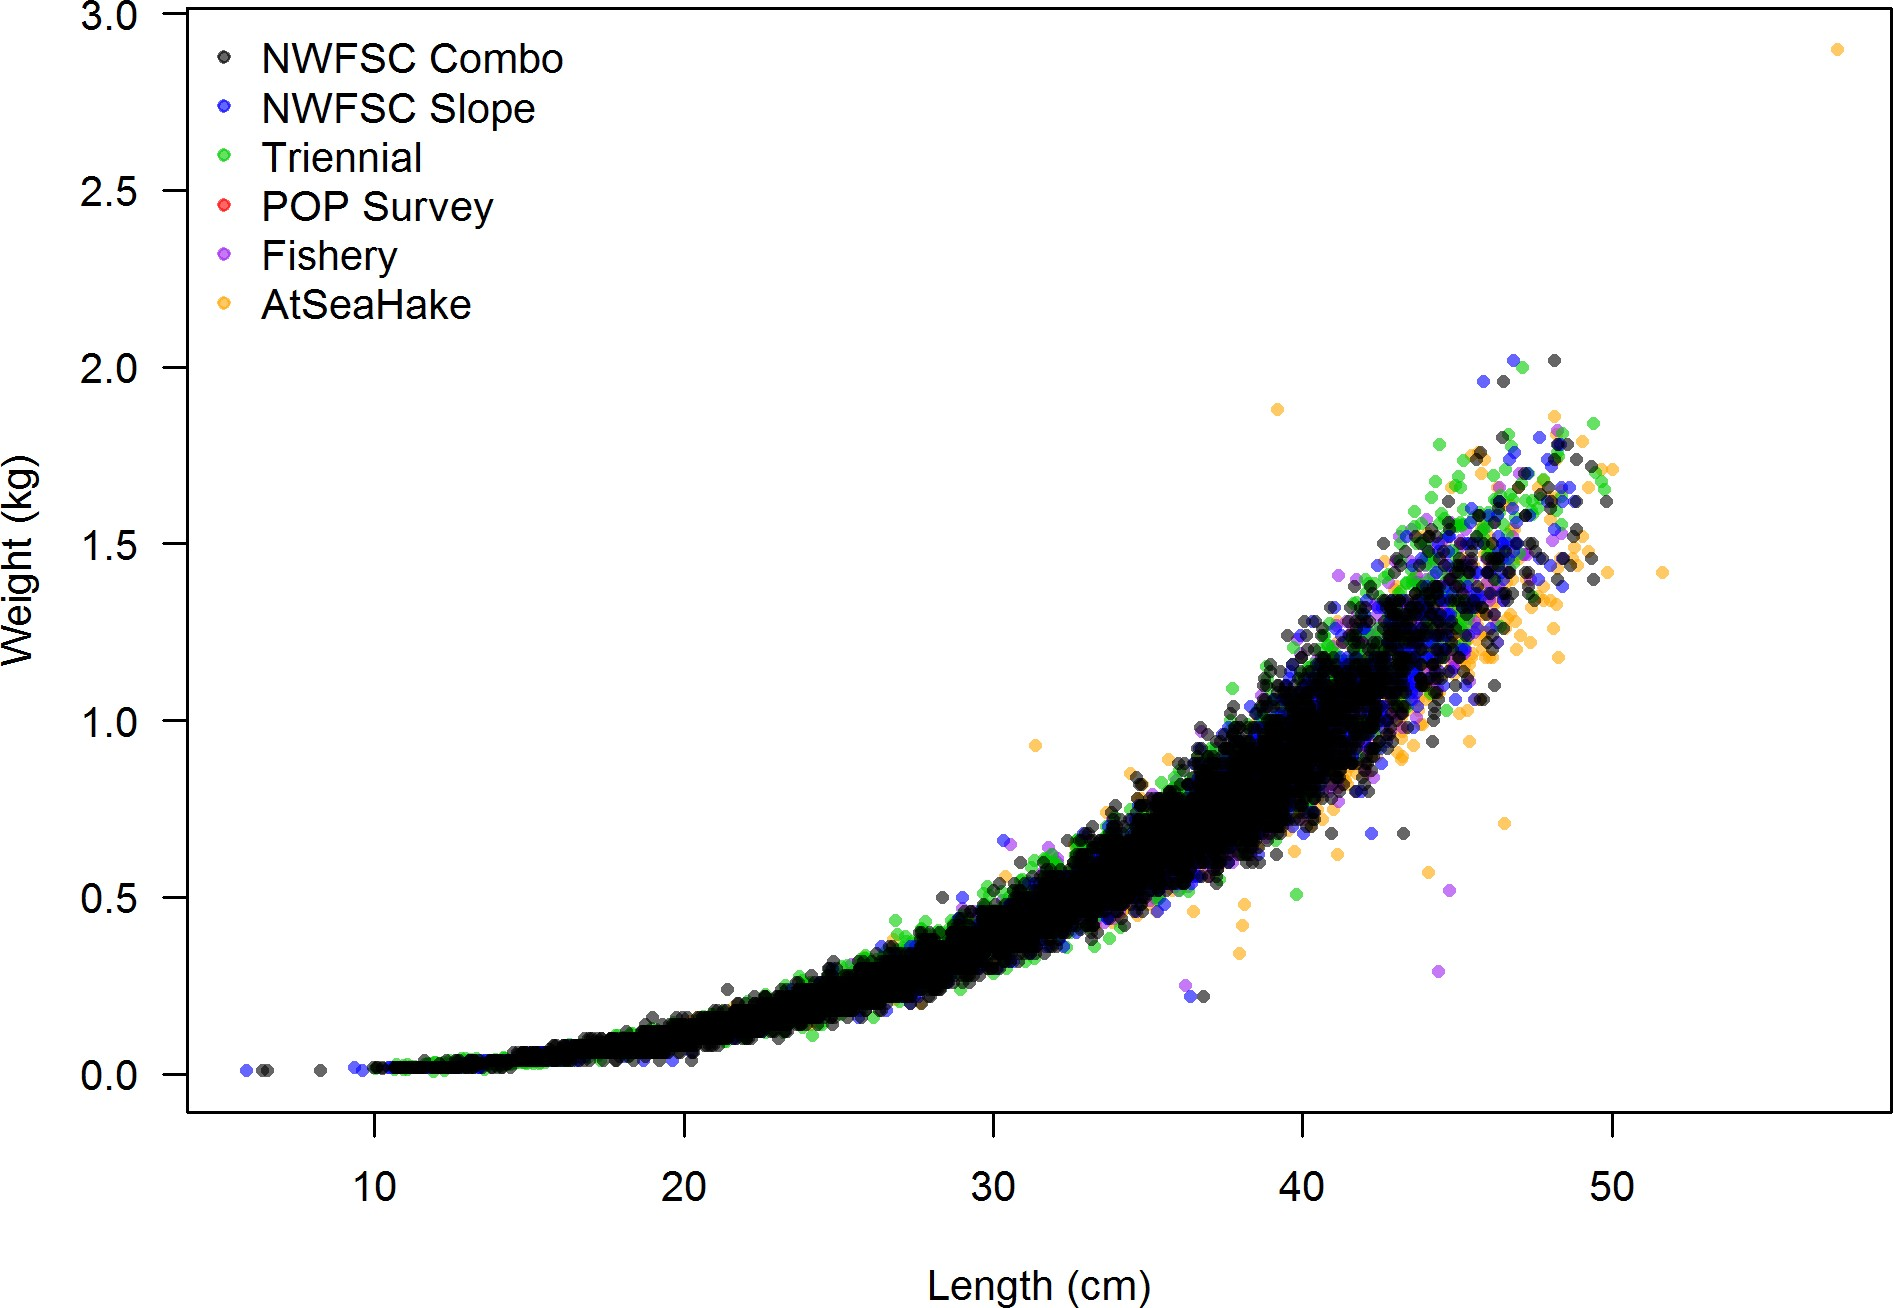 3.0
2.5
2.0
1.5
1.0
0.5
0.0
Weight (kg)
NWFSC Combo
NWFSC Slope
Triennial
POP Survey
Fishery
AtSeaHake
10 20 30 40 50
Length (cm)